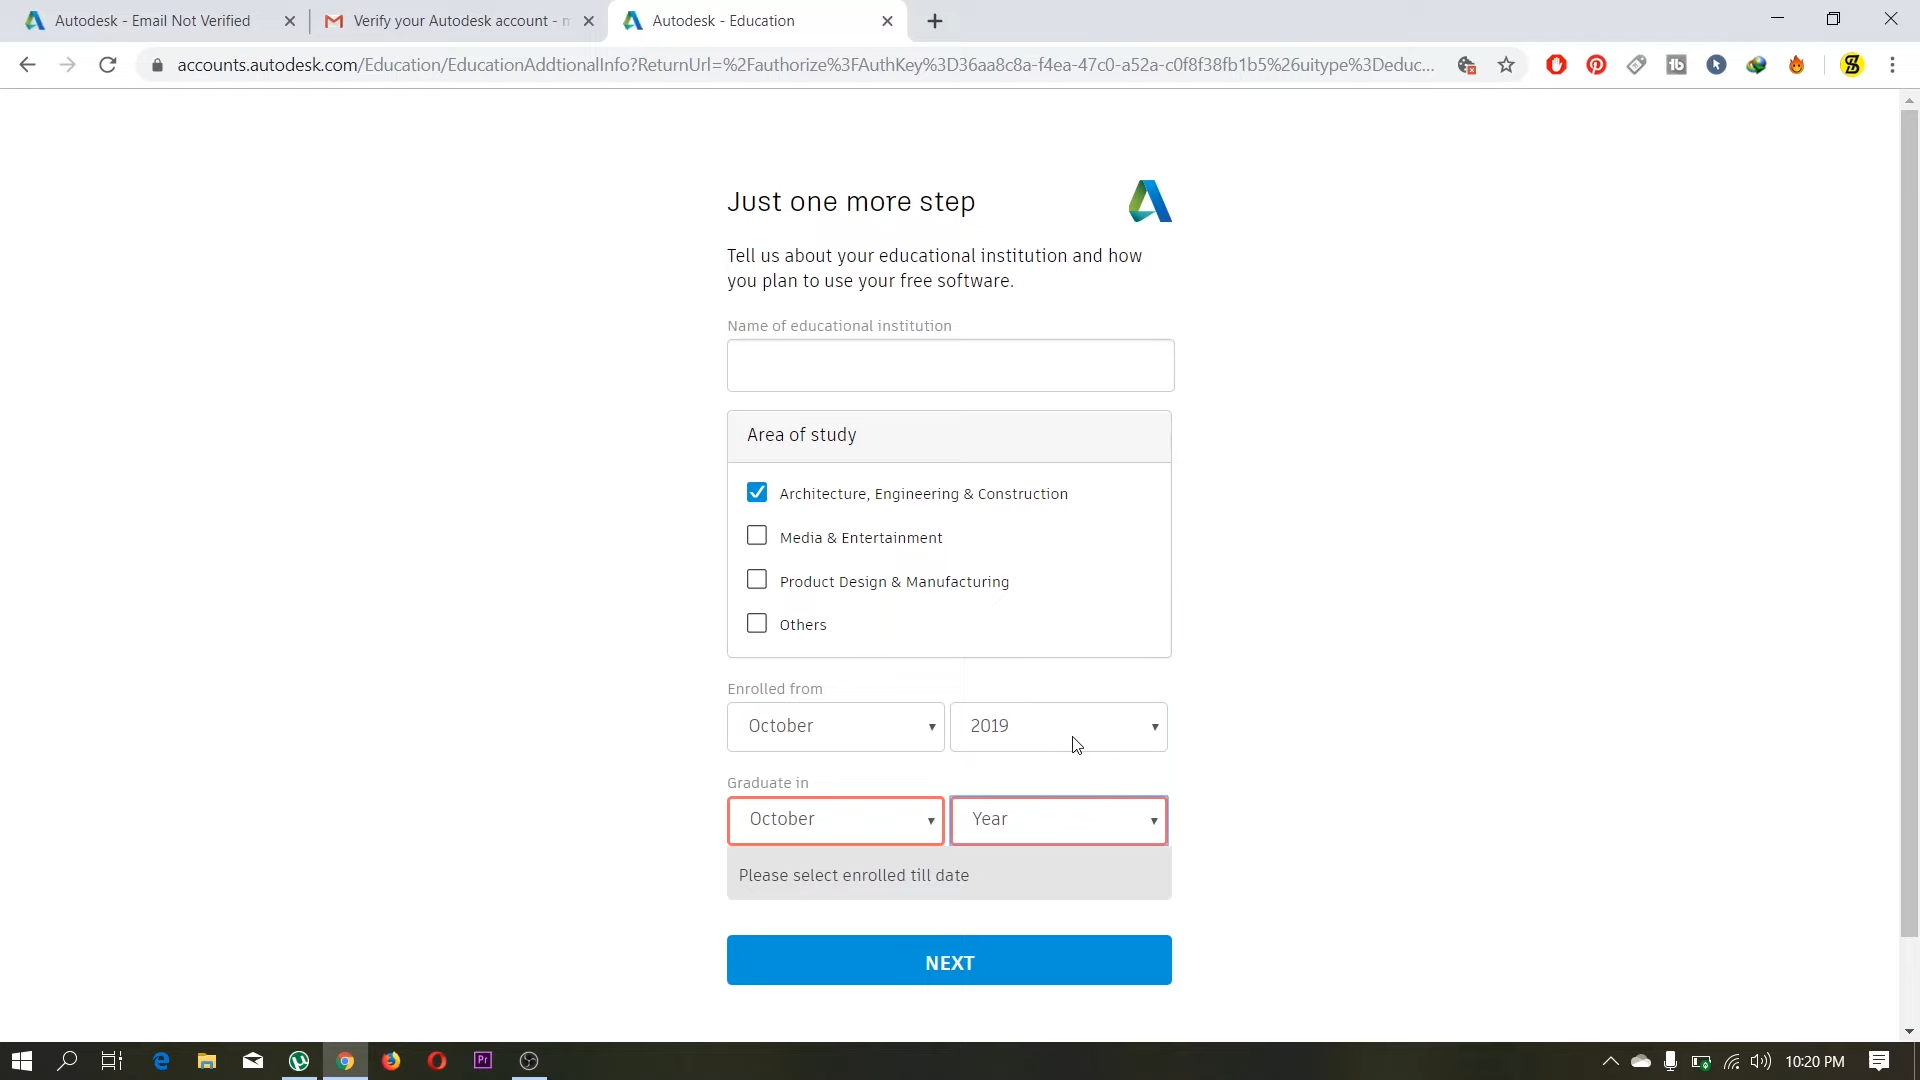 Autodesk - Email Not Verified
Verify your Autodesk account - m
Autodesk - Education
accounts.autodesk.com/Education/EducationAddtionalInfo?ReturnUrl=%2Fauthorize%3FAuthKey%3D36aa8c8a-f4ea-47c0-a52a-c0f8f38fb1b5%26uitype%3Deduc...
Just one more step
Tell us about your educational institution and how
you plan to use your free software.
Name of educational institution
Area of study
Architecture, Engineering & Construction
Media & Entertainment
Product Design & Manufacturing
Others
Enrolled from
October
2019
Graduate in
October
Year
Please select enrolled till date
NEXT
Pr
10:20 PM